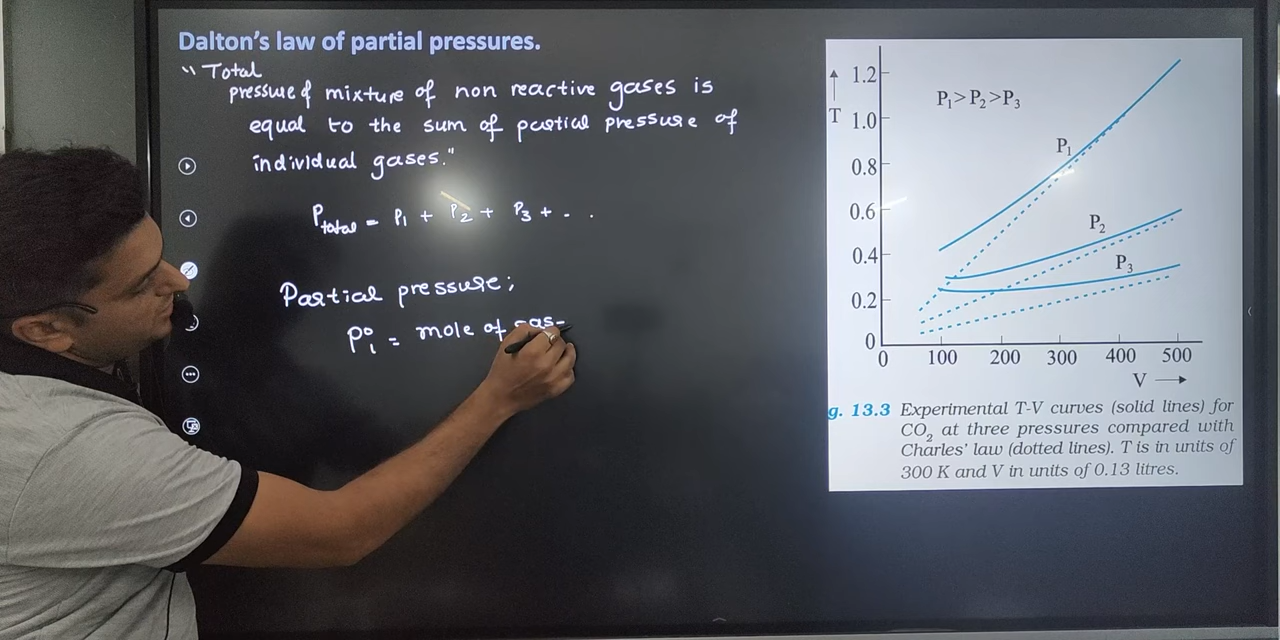 Dalton's law of partial pressures.
"Total
pressure of mixture of non reactive gases is
equal to the sum of partial pressure of
individual gases."
P total = P1 + P2 + P3 + - .
Partial pressure;
Pi = mole of gas
1.2
T
P1>P2>P3
1.0
P1
0.8
0.6
P2
0.4
P3
0.2
0
0 100 200 300 400 500
V
g. 13.3 Experimental T-V curves (solid lines) for
CO2 at three pressures compared with
Charles' law (dotted lines). T is in units of
300 K and V in units of 0.13 litres.